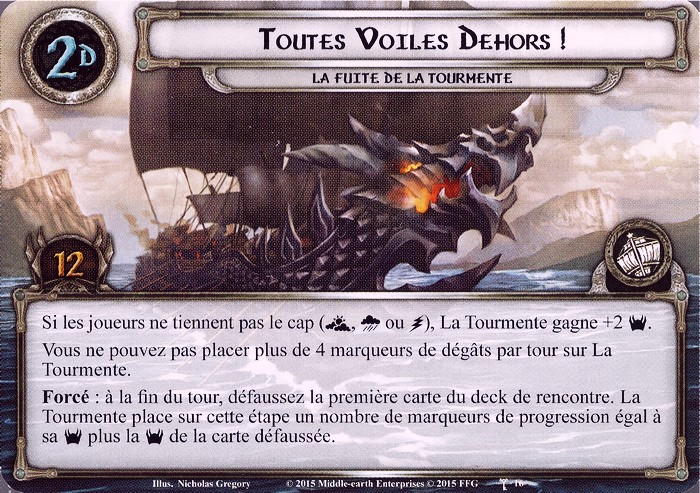 2D
TOUTES VOILES DEHORS !
LA FUITE DE LA TOURMENTE
12
Si les joueurs ne tiennent pas le cap ( , ou ), La Tourmente gagne +2 .
Vous ne pouvez pas placer plus de 4 marqueurs de dégâts par tour sur La
Tourmente.
Forcé : à la fin du tour, défaussez la première carte du deck de rencontre. La
Tourmente place sur cette étape un nombre de marqueurs de progression égal à
sa plus la de la carte défaussée.
Illus. Nicholas Gregory © 2015 Middle-earth Enterprises © 2015 FFG 16